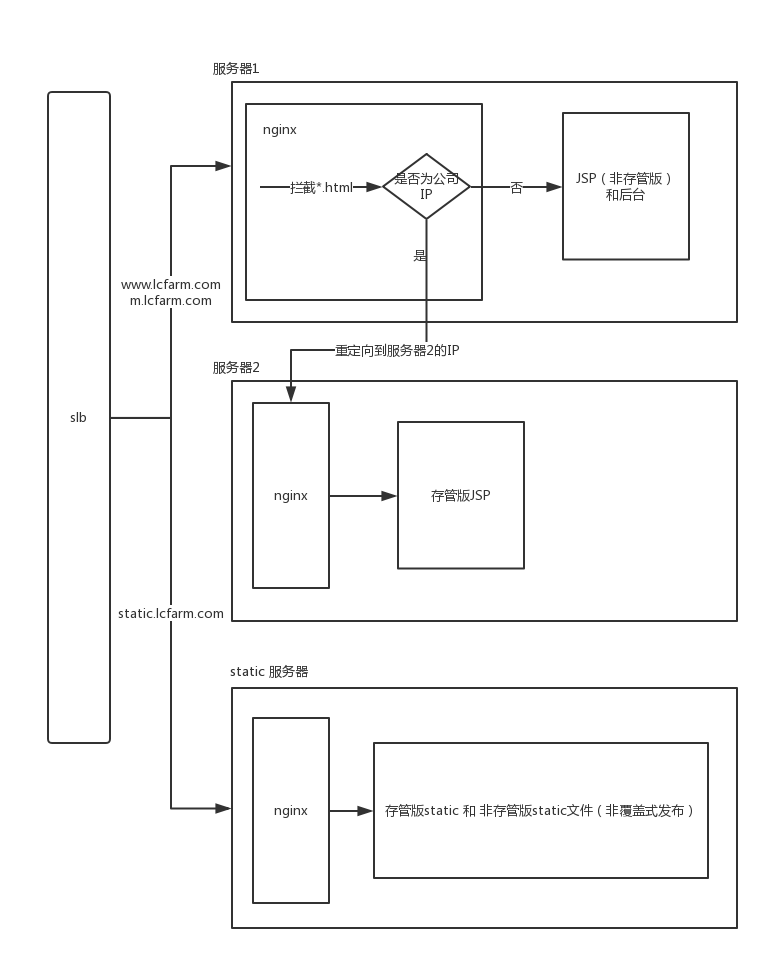 服务器1
nginx
拦截*.html
是否为公司
IP
否
JSP（非存管版）
和后台
是
www.lcfarm.com
m.lcfarm.com
重定向到服务器2的IP
服务器2
slb
nginx
存管版JSP
static.lcfarm.com
static 服务器
nginx
存管版static 和 非存管版static文件（非覆盖式发布）